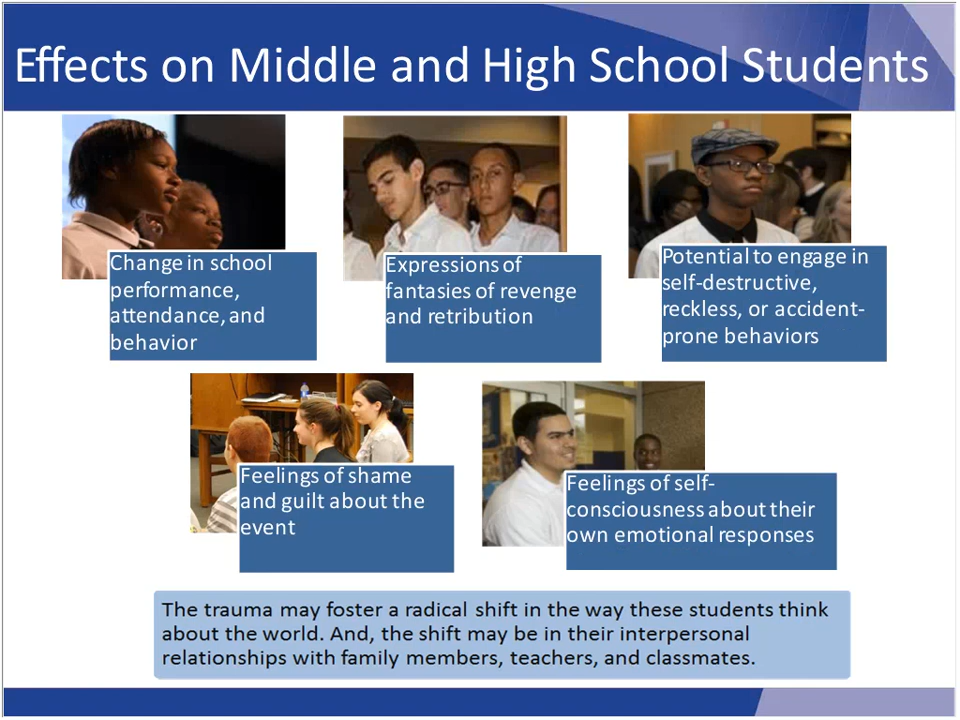 Effects on Middle and High School Students
Change in school
performance,
attendance, and
behavior
Expressions of
fantasies of revenge
and retribution
Potential to engage in
self-destructive,
reckless, or accident-
prone behaviors
Feelings of shame
and guilt about the
event
Feelings of self-
consciousness about their
own emotional responses
The trauma may foster a radical shift in the way these students think
about the world. And, the shift may be in their interpersonal
relationships with family members, teachers, and classmates.